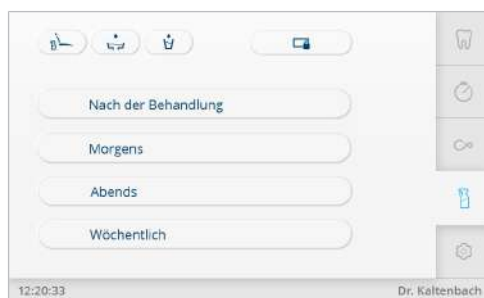 Nach der Behandlung
Morgens
Abends
Wöchentlich
12:20:33 Dr. Kaltenbach